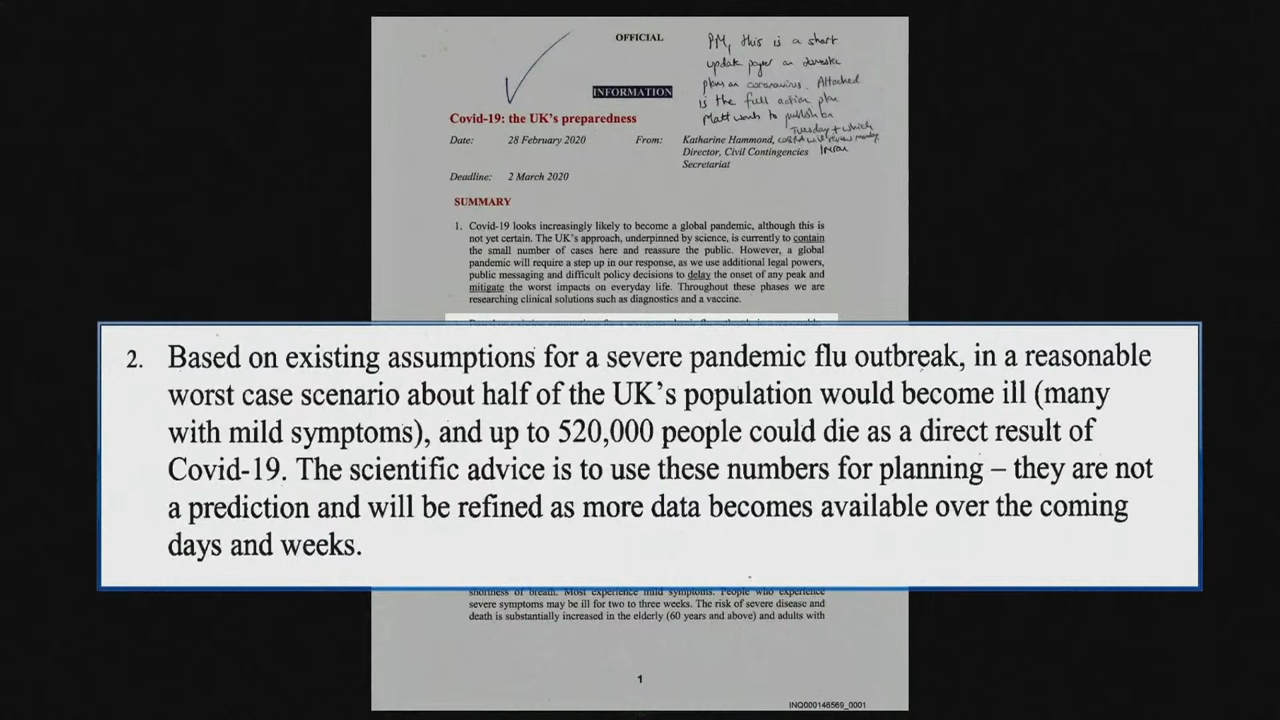 OFFICIAL
PM, this is a short
update paper on domestic
plans on coronavirus. Attached
is the full action plan
Matt wants to publish on
Tuesday + which
COBRA will review Monday.
INFORMATION
Covid-19: the UK's preparedness
Date: 28 February 2020 From: Katharine Hammond,
Director, Civil Contingencies
Secretariat
Deadline: 2 March 2020
SUMMARY
1. Covid-19 looks increasingly likely to become a global pandemic, although this is
not yet certain. The UK's approach, underpinned by science, is currently to contain
the small number of cases here and reassure the public. However, a global
pandemic will require a step up in our response, as we use additional legal powers,
public messaging and difficult policy decisions to delay the onset of any peak and
mitigate the worst impacts on everyday life. Throughout these phases we are
researching clinical solutions such as diagnostics and a vaccine.
2. Based on existing assumptions for a severe pandemic flu outbreak, in a reasonable
worst case scenario about half of the UK's population would become ill (many
with mild symptoms), and up to 520,000 people could die as a direct result of
Covid-19. The scientific advice is to use these numbers for planning – they are not
a prediction and will be refined as more data becomes available over the coming
days and weeks.
shortness of breath. Most experience mild symptoms. People who experience
severe symptoms may be ill for two to three weeks. The risk of severe disease and
death is substantially increased in the elderly (60 years and above) and adults with
1
INQ000146569_0001